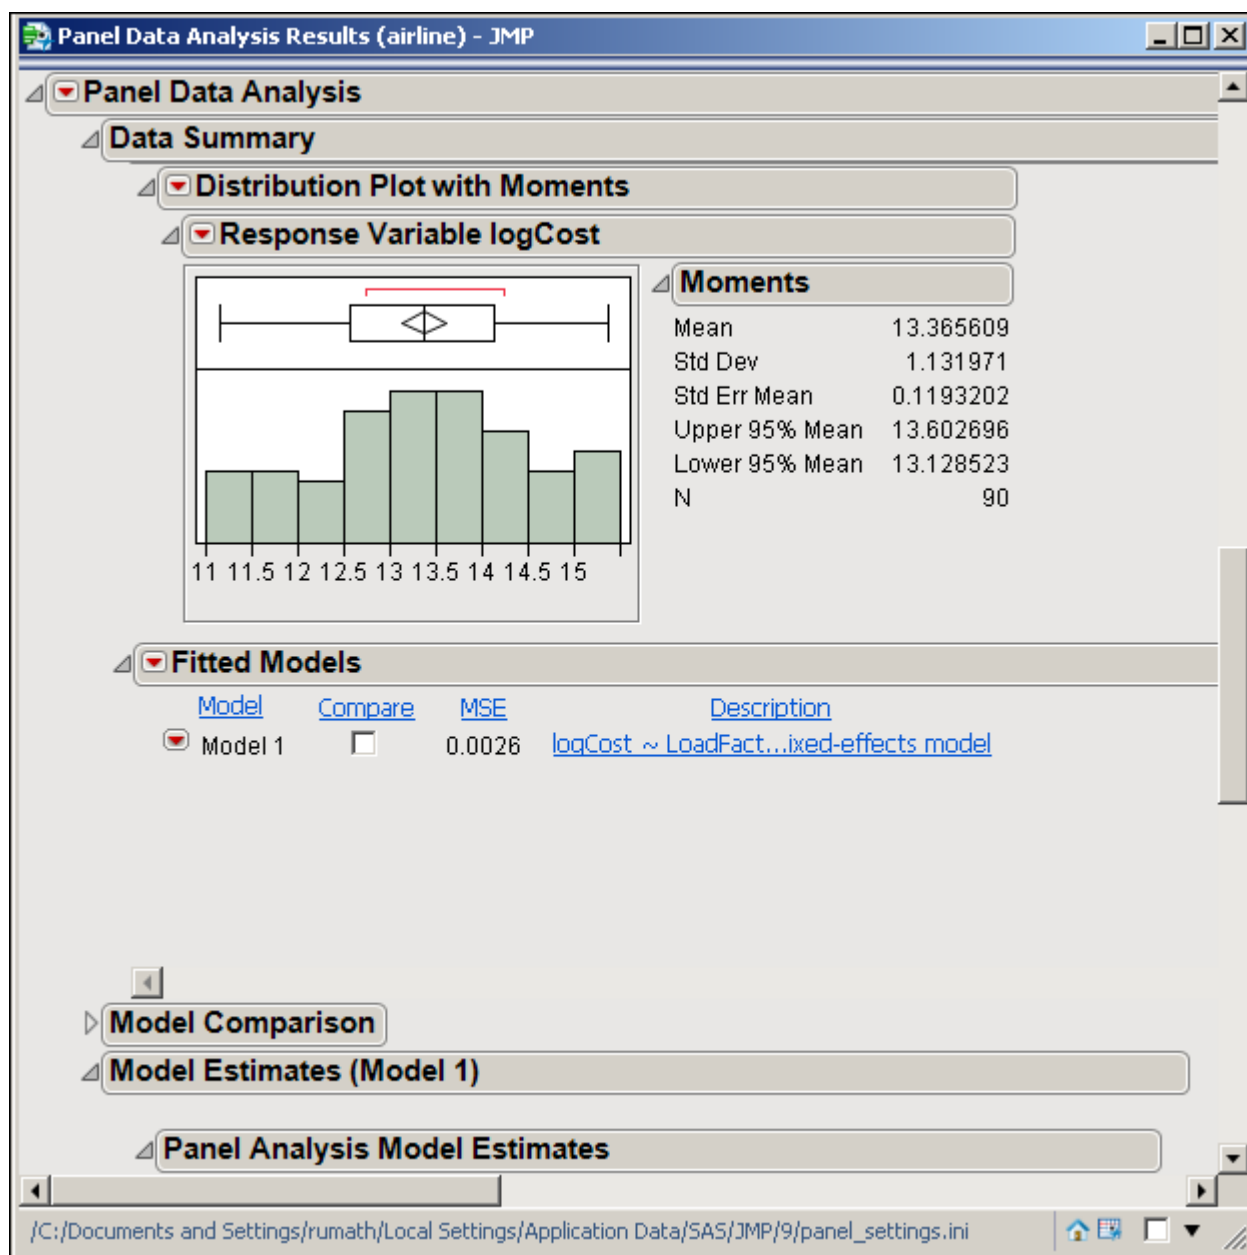 Panel Data Analysis Results (airline) - JMP
Panel Data Analysis
Data Summary
Distribution Plot with Moments
Response Variable logCost
Moments
Mean 13.365609
Std Dev 1.131971
Std Err Mean 0.1193202
Upper 95% Mean 13.602696
Lower 95% Mean 13.128523
N 90
11 11.5 12 12.5 13 13.5 14 14.5 15
Fitted Models
Model Compare MSE Description
Model 1 0.0026 logCost ~ LoadFact...ixed-effects model
Model Comparison
Model Estimates (Model 1)
Panel Analysis Model Estimates
/C:/Documents and Settings/rumath/Local Settings/Application Data/SAS/JMP/9/panel_settings.ini